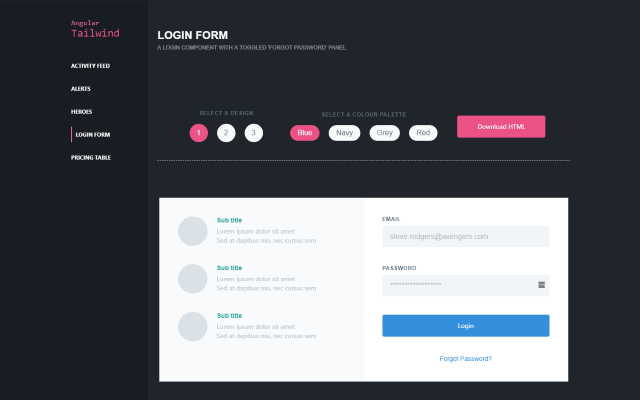 Angular
Tailwind
ACTIVITY FEED
ALERTS
HEROES
LOGIN FORM
PRICING TABLE
LOGIN FORM
A LOGIN COMPONENT WITH A TOGGLED 'FORGOT PASSWORD' PANEL.
SELECT A DESIGN
1 2 3
SELECT A COLOUR PALETTE
Blue Navy Grey Red
Download HTML
Sub title
Lorem ipsum dolor sit amet
Sed at dapibus nisl, nec cursus sem
Sub title
Lorem ipsum dolor sit amet
Sed at dapibus nisl, nec cursus sem
Sub title
Lorem ipsum dolor sit amet
Sed at dapibus nisl, nec cursus sem
EMAIL
steve.rodgers@avengers.com
PASSWORD
******************
Login
Forgot Password?